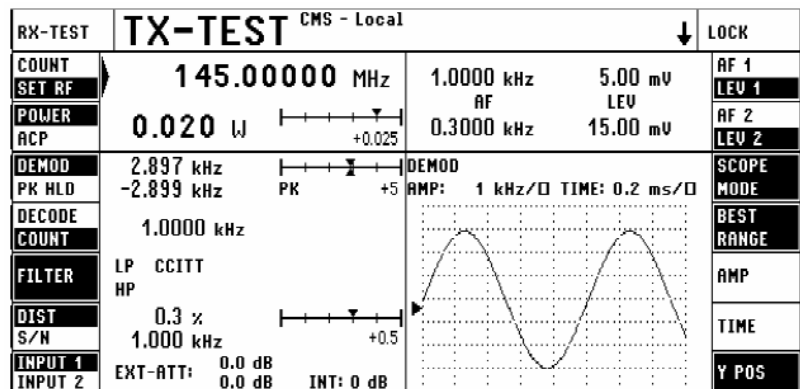 RX-TEST TX-TEST CMS - Local LOCK
COUNT
SET RF
145.00000 MHz
1.0000 kHz 5.00 mV
AF LEV
0.3000 kHz 15.00 mV
AF 1
LEV 1
POWER
ACP
0.020 W
+0.025
AF 2
LEV 2
DEMOD
PK HLD
2.897 kHz
-2.899 kHz PK +5
DEMOD
AMP: 1 kHz/□ TIME: 0.2 ms/□
SCOPE
MODE
DECODE
COUNT
1.0000 kHz
BEST
RANGE
FILTER
LP CCITT
HP
AMP
DIST
S/N
0.3 %
1.000 kHz +0.5
TIME
INPUT 1
INPUT 2
EXT-ATT: 0.0 dB
0.0 dB INT: 0 dB
Y POS